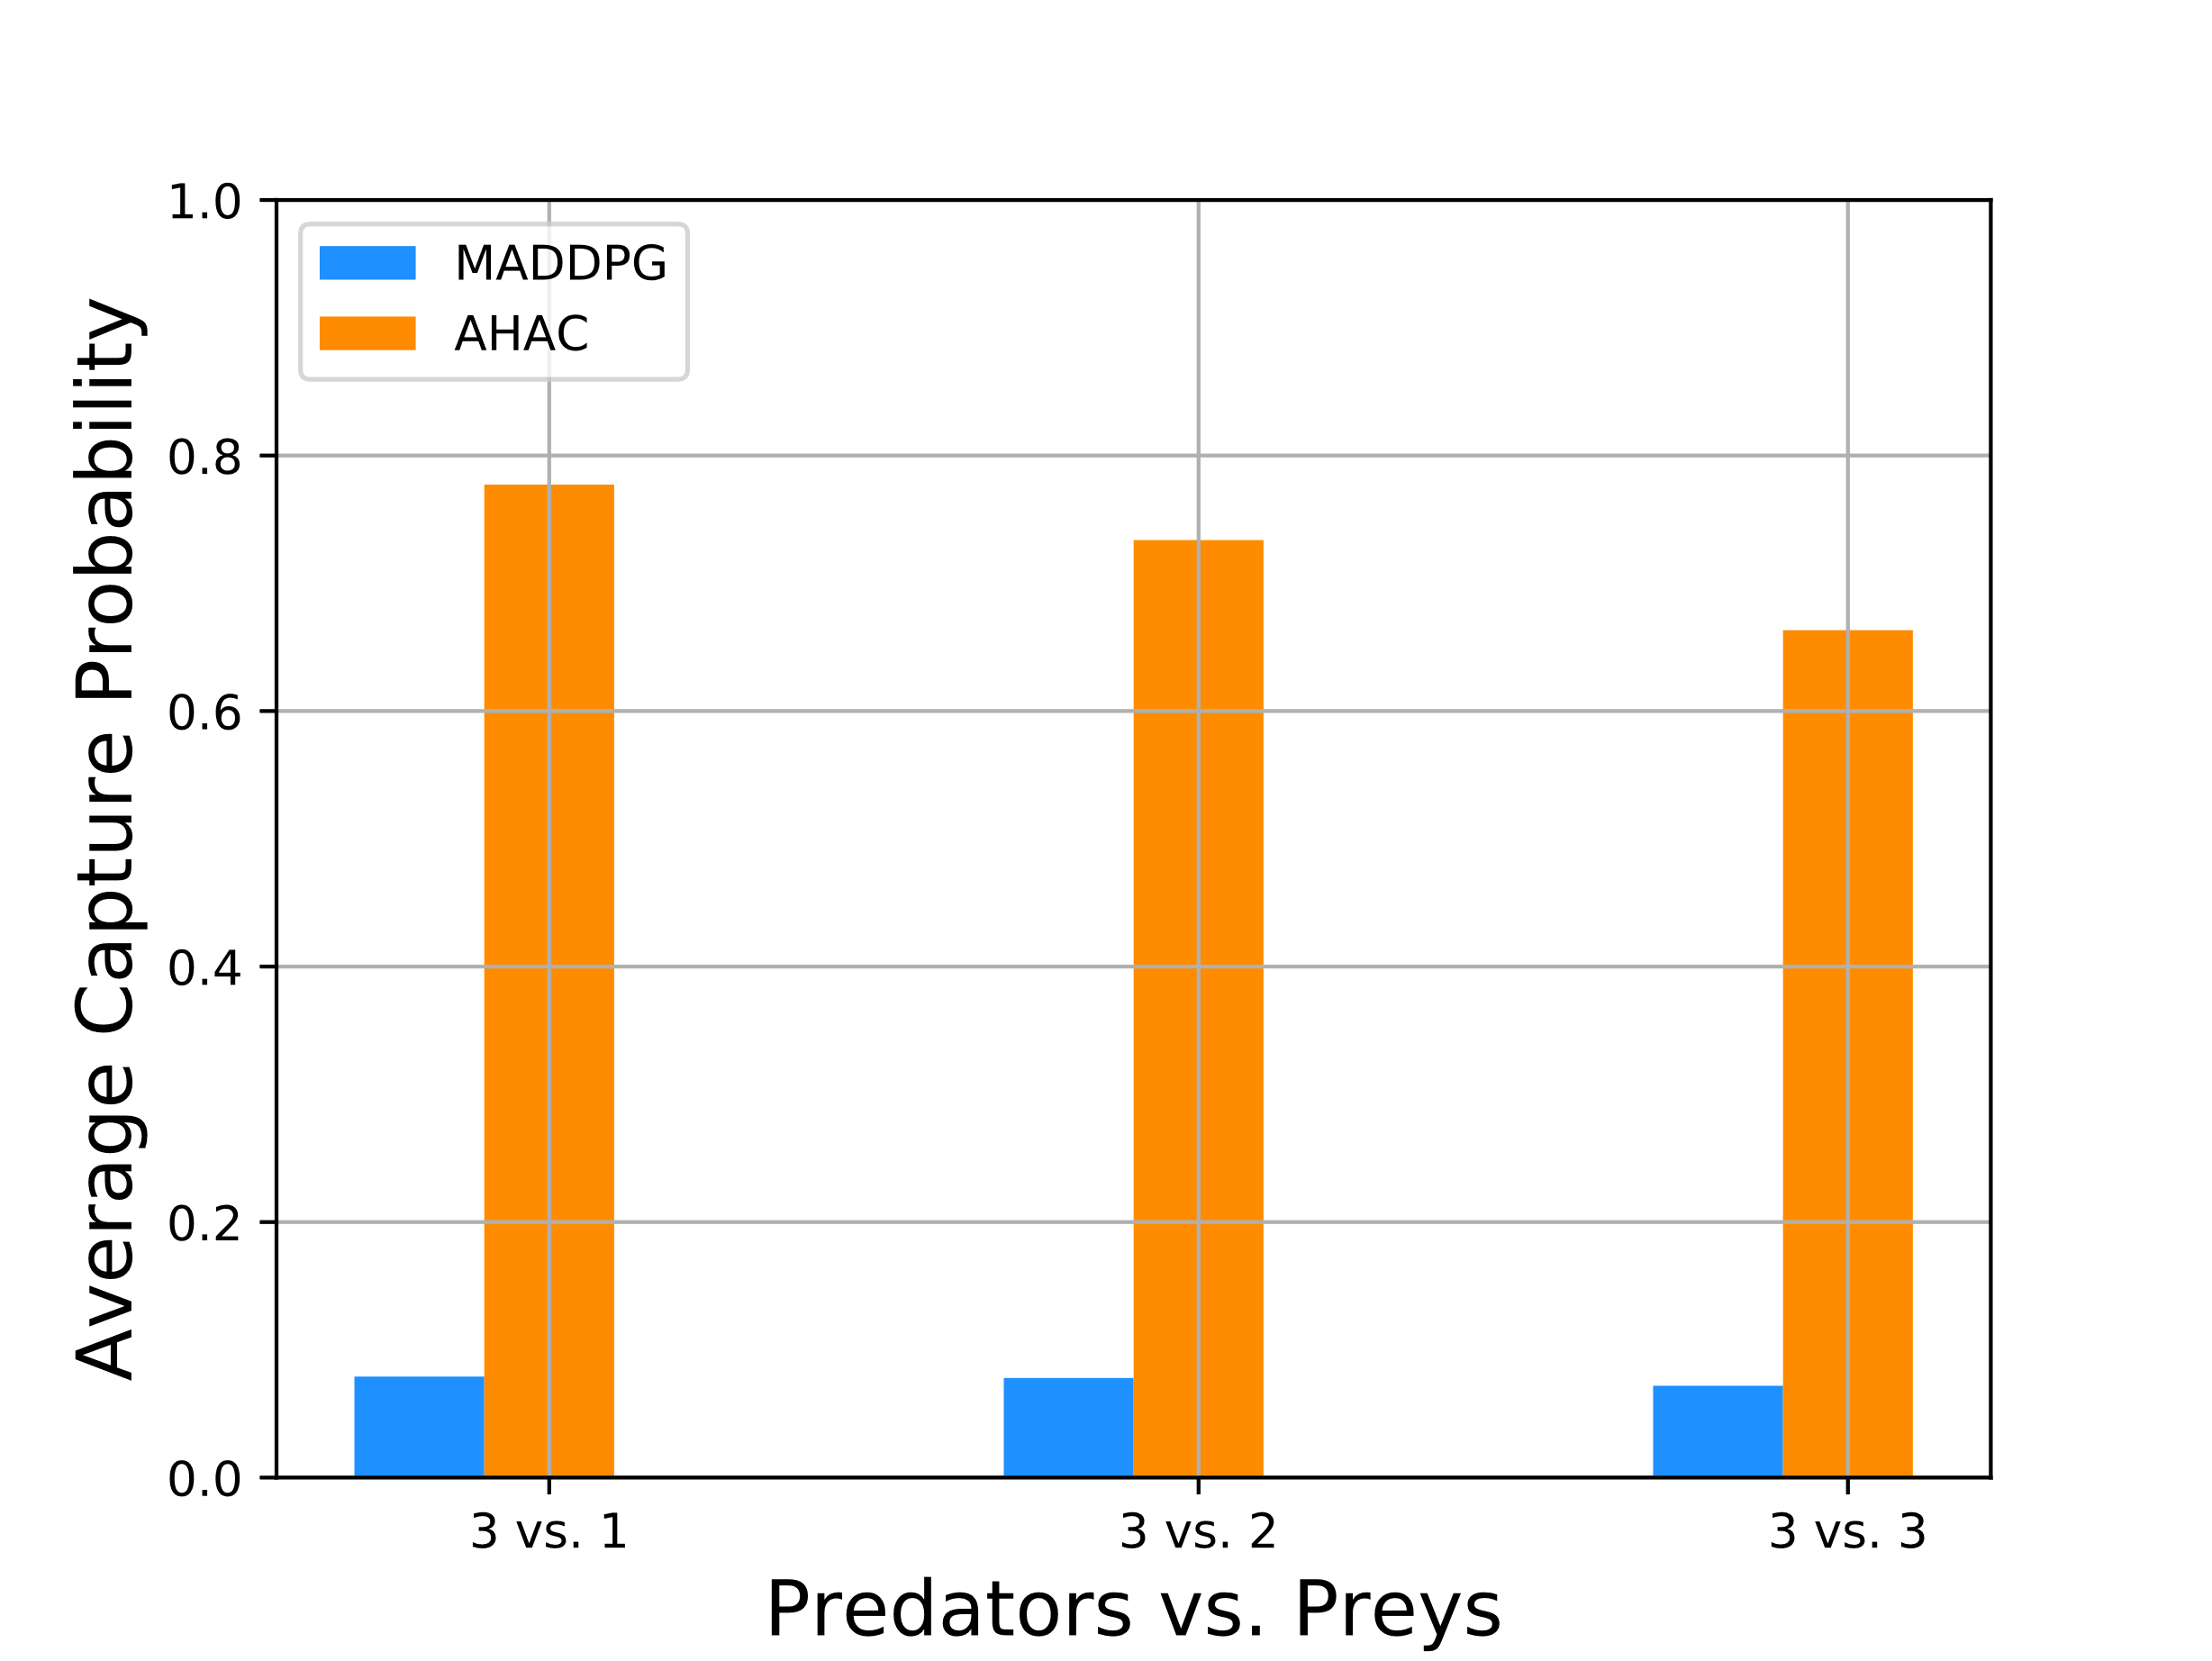 MADDPG
AHAC
Average Capture Probability
1.0
0.8
0.6
0.4
0.2
0.0
3 vs. 1
3 vs. 2
3 vs. 3
Predators vs. Preys